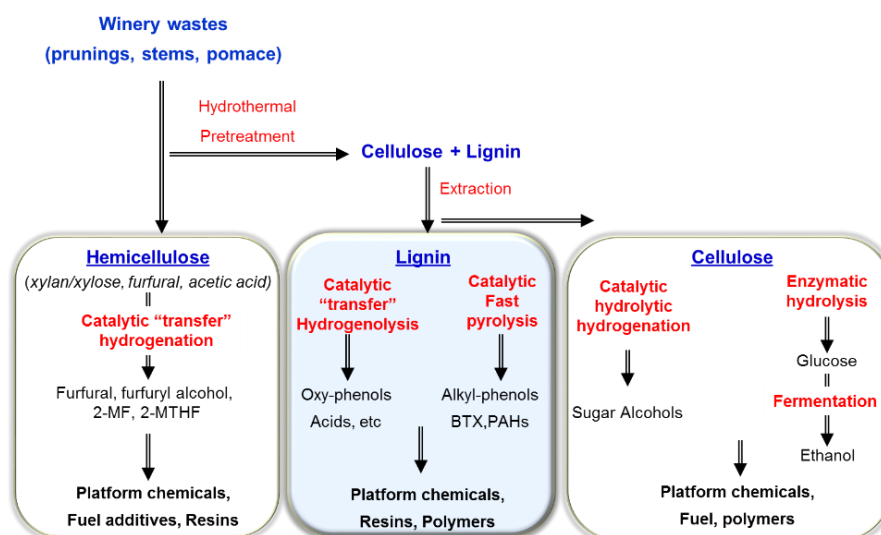 Winery wastes
(prunings, stems, pomace)
Hydrothermal
Pretreatment
Cellulose + Lignin
Extraction
Hemicellulose
(xylan/xylose, furfural, acetic acid)
Catalytic “transfer”
hydrogenation
Furfural, furfuryl alcohol,
2-MF, 2-MTHF
Platform chemicals,
Fuel additives, Resins
Lignin
Catalytic
“transfer”
Hydrogenolysis
Oxy-phenols
Acids, etc
Catalytic
Fast
pyrolysis
Alkyl-phenols
BTX,PAHs
Platform chemicals,
Resins, Polymers
Cellulose
Catalytic
hydrolytic
hydrogenation
Sugar Alcohols
Enzymatic
hydrolysis
Glucose
Fermentation
Ethanol
Platform chemicals,
Fuel, polymers